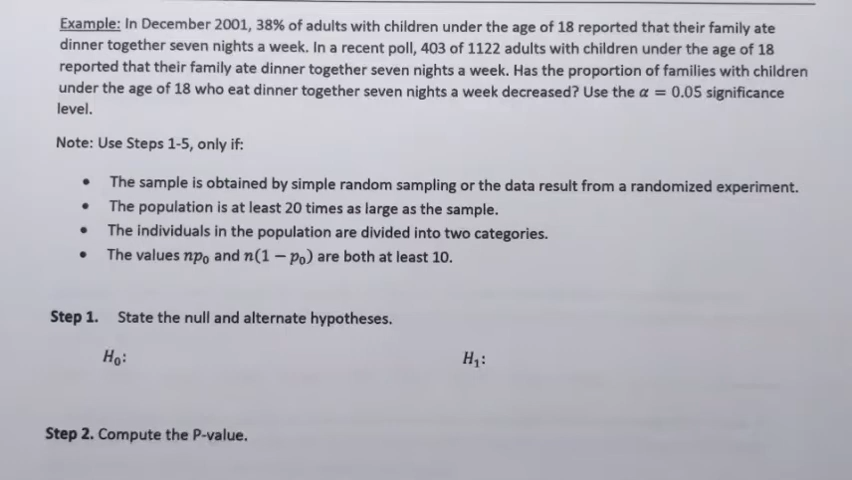 Example: In December 2001, 38% of adults with children under the age of 18 reported that their family ate
dinner together seven nights a week. In a recent poll, 403 of 1122 adults with children under the age of 18
reported that their family ate dinner together seven nights a week. Has the proportion of families with children
under the age of 18 who eat dinner together seven nights a week decreased? Use the α = 0.05 significance
level.
Note: Use Steps 1-5, only if:
• The sample is obtained by simple random sampling or the data result from a randomized experiment.
• The population is at least 20 times as large as the sample.
• The individuals in the population are divided into two categories.
• The values np₀ and n(1 − p₀) are both at least 10.
Step 1. State the null and alternate hypotheses.
H₀: H₁:
Step 2. Compute the P-value.